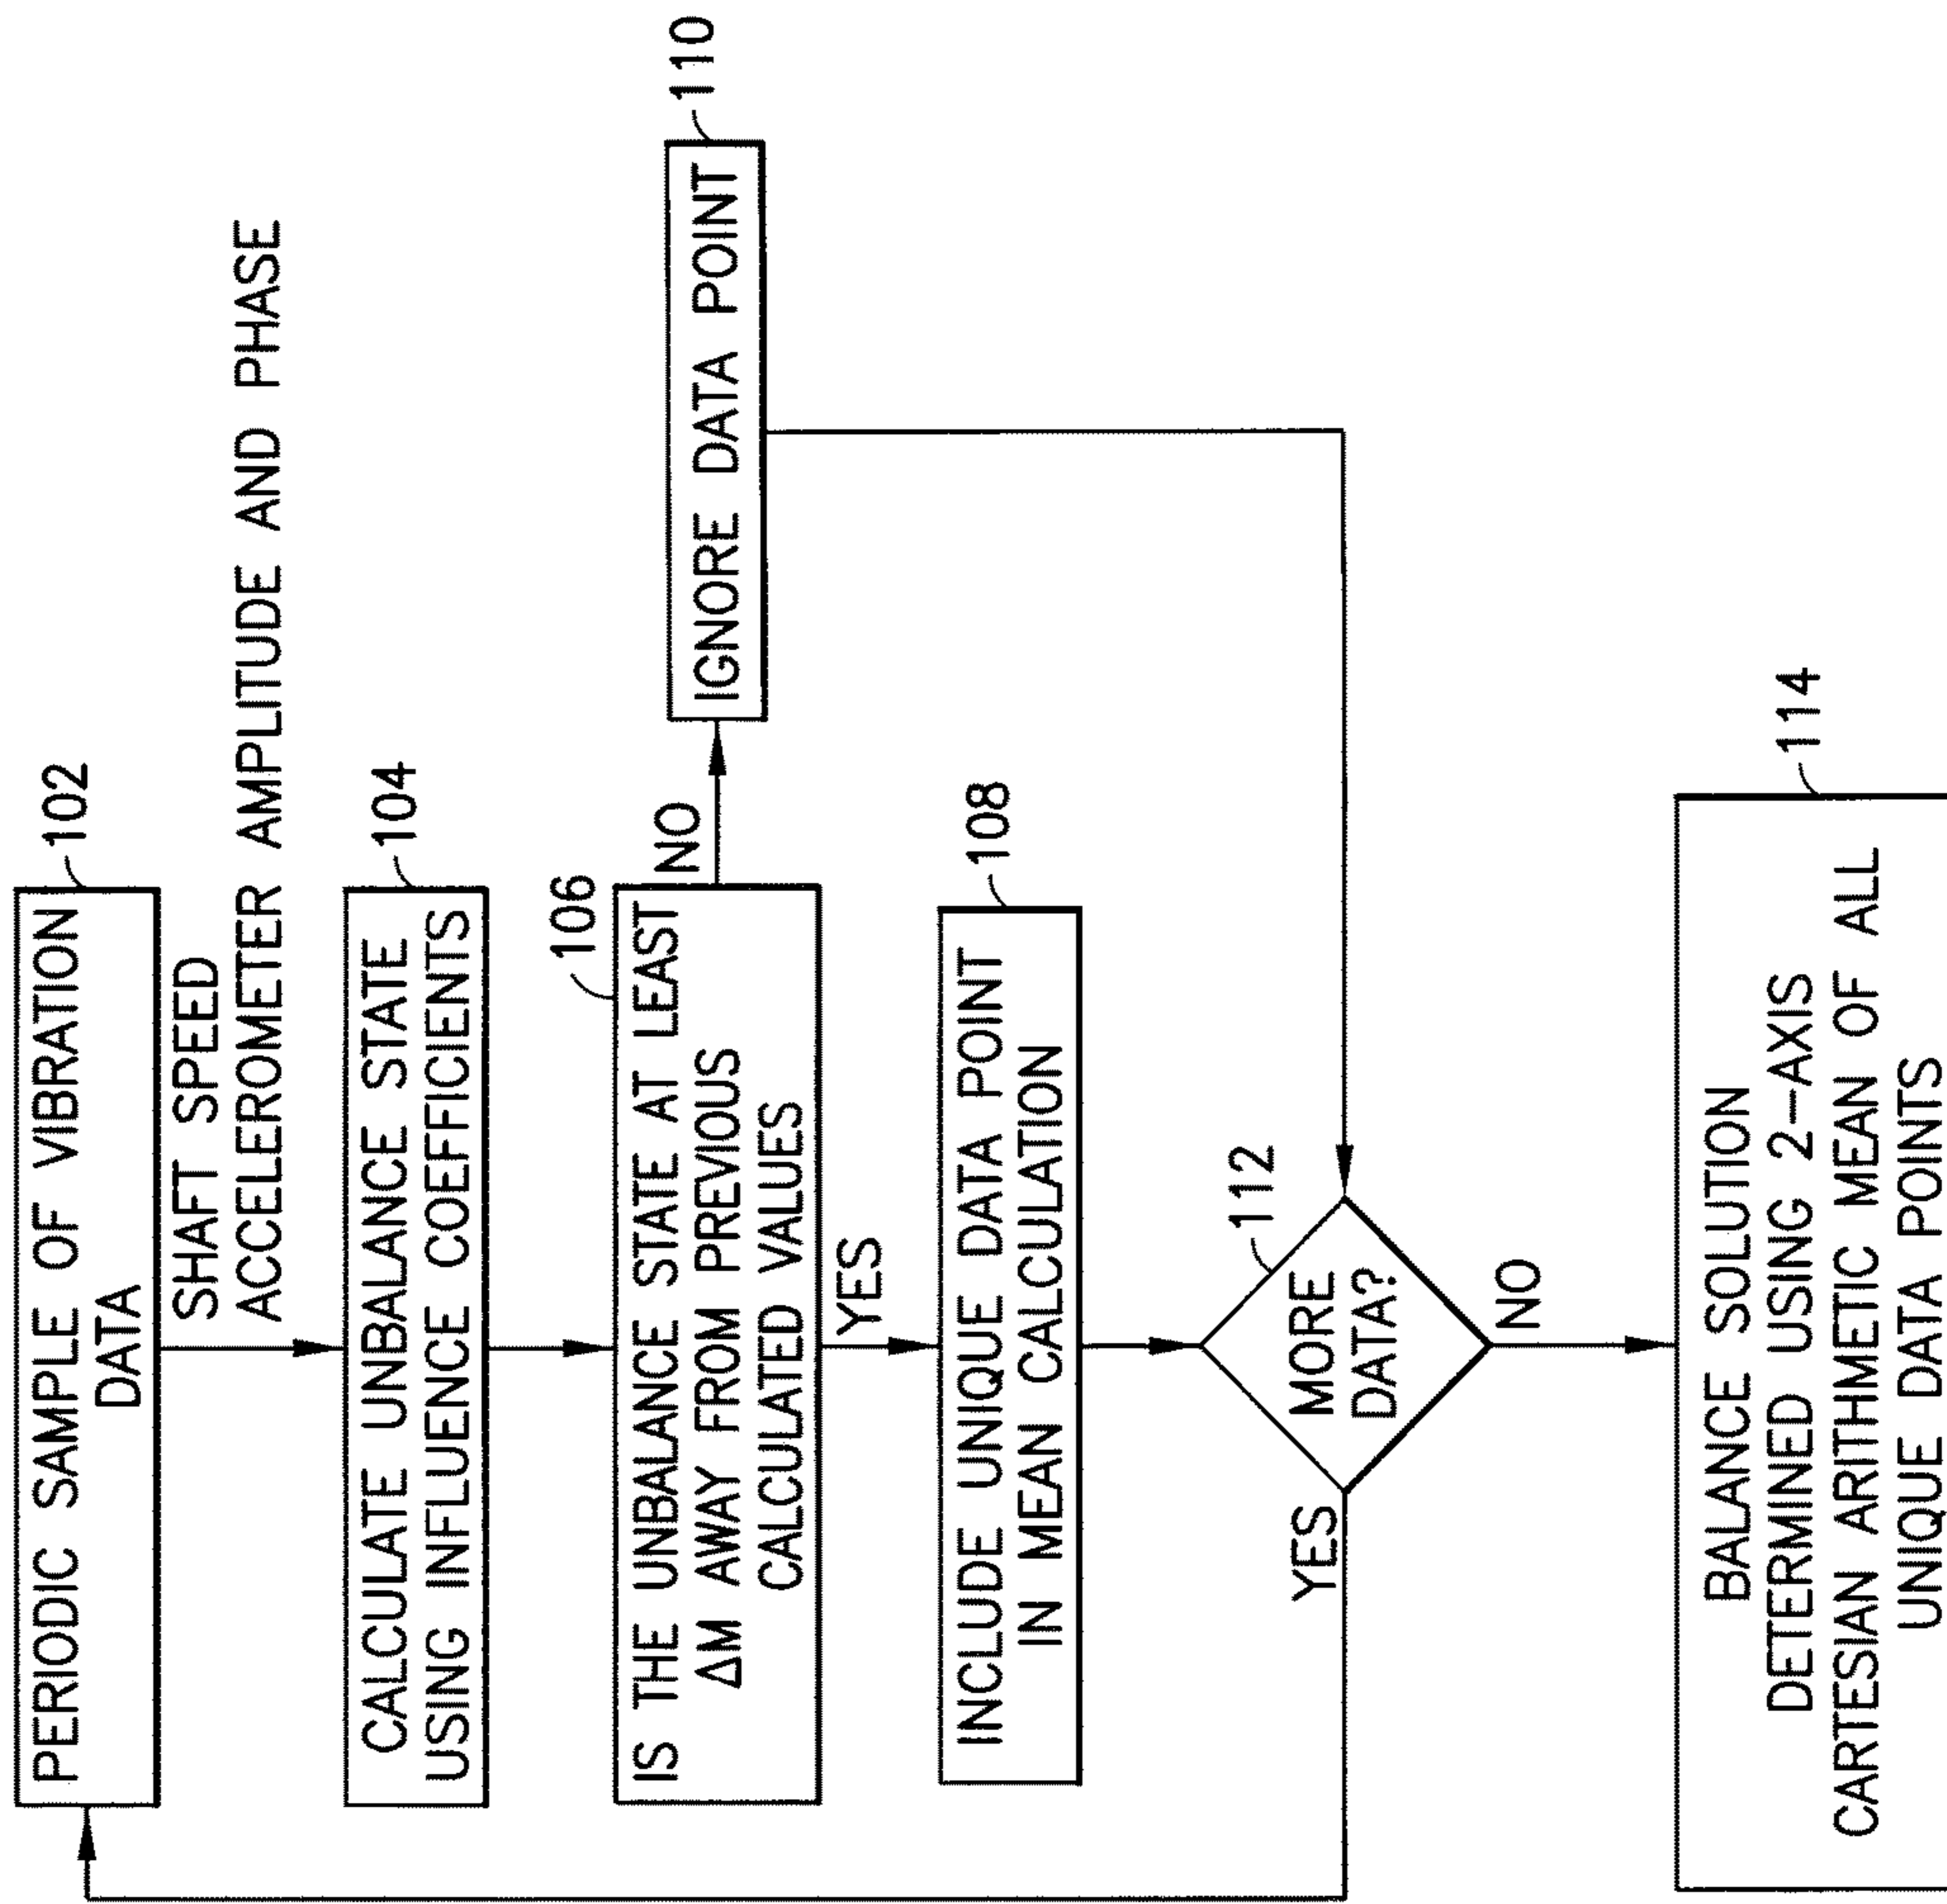 PERIODIC SAMPLE OF VIBRATION
DATA
102
SHAFT SPEED
ACCELEROMETER AMPLITUDE AND PHASE
CALCULATE UNBALANCE STATE
USING INFLUENCE COEFFICIENTS
104
106
IS THE UNBALANCE STATE AT LEAST
ΔM AWAY FROM PREVIOUS
CALCULATED VALUES
NO
IGNORE DATA POINT
110
YES
INCLUDE UNIQUE DATA POINT
IN MEAN CALCULATION
108
112
MORE
DATA?
YES
NO
BALANCE SOLUTION
DETERMINED USING 2-AXIS
CARTESIAN ARITHMETIC MEAN OF ALL
UNIQUE DATA POINTS
114